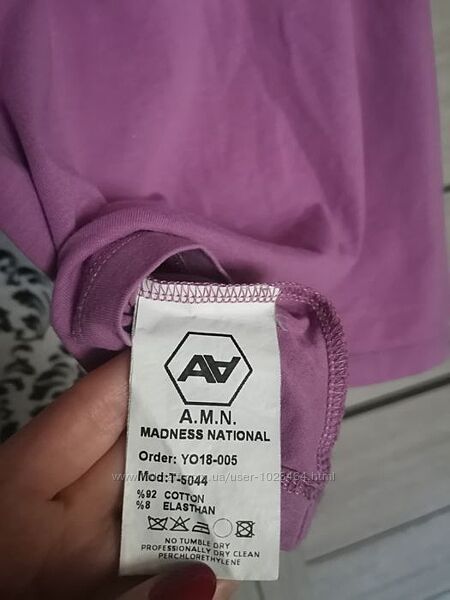 A.M.N.
MADNESS NATIONAL
Order: YO18-005
Mod:T-5044
%92 COTTON
%8 ELASTHAN
NO TUMBLE DRY
PROFESSIONALLY DRY CLEAN
PERCHLORETHYLENE